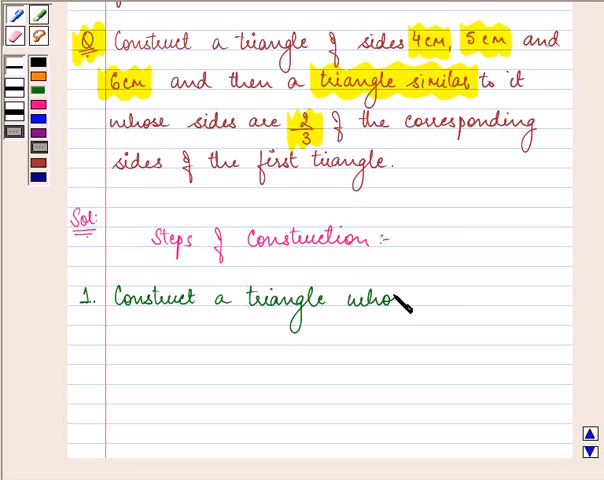 Q Construct a triangle of sides 4cm, 5cm and
6cm and then a triangle similar to it
whose sides are 2/3 of the corresponding
sides of the first triangle.
Sol:
Steps of Construction :-
1. Construct a triangle who